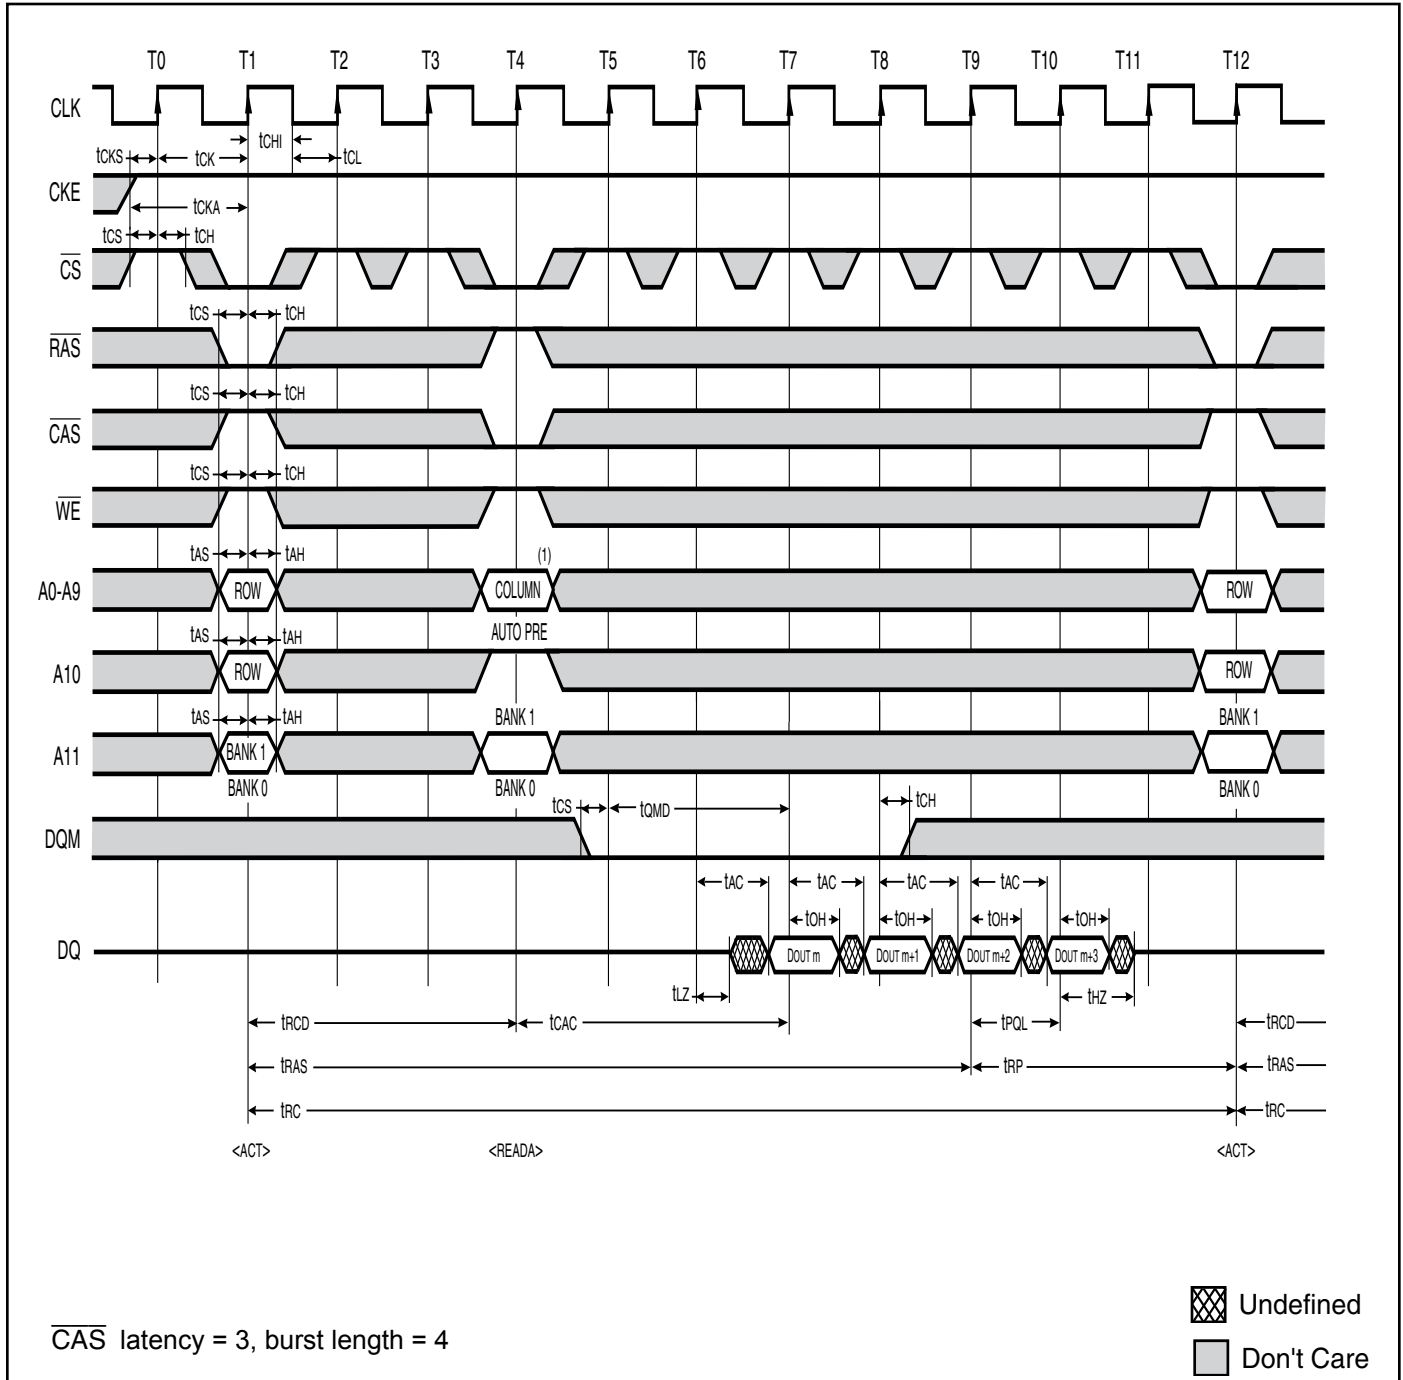 T0 T1 T2 T3 T4 T5 T6 T7 T8 T9 T10 T11 T12
CLK
tCHI
tCKS tCK tCL
CKE
tCKA
tCS tCH
CS
tCS tCH
RAS
tCS tCH
CAS
tCS tCH
WE
tAS tAH (1)
A0-A9 ROW COLUMN ROW
tAS tAH AUTO PRE
A10 ROW ROW
tAS tAH BANK 1 BANK 1
A11 BANK 1
BANK 0 BANK 0 BANK 0
tCS tQMD tCH
DQM
tAC tAC tAC tAC
tOH tOH tOH tOH
DQ DOUT m DOUT m+1 DOUT m+2 DOUT m+3
tLZ tHZ
tRCD tCAC tPQL tRCD
tRAS tRP tRAS
tRC tRC
<ACT> <READA> <ACT>
Undefined
CAS latency = 3, burst length = 4
Don't Care